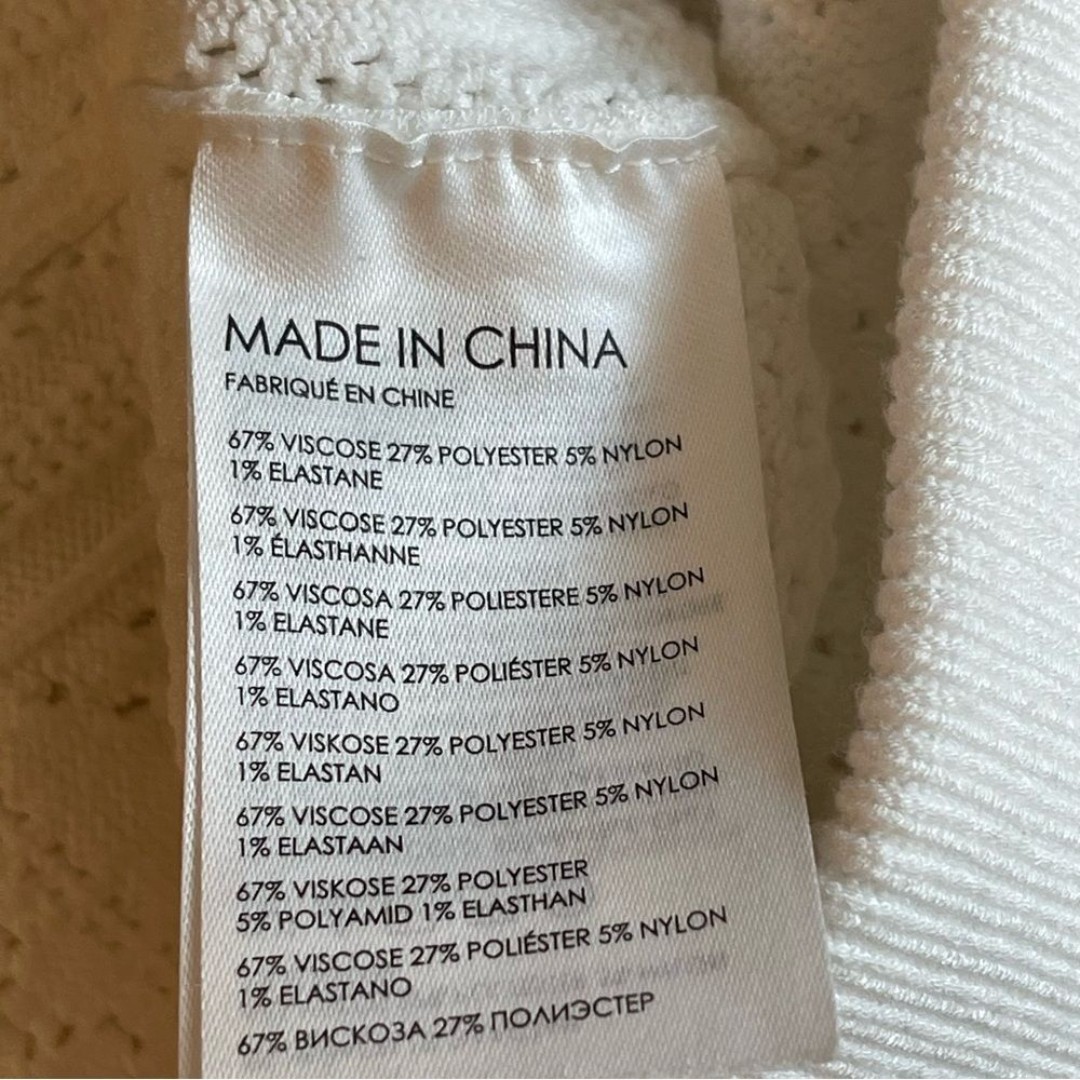 MADE IN CHINA
FABRIQUÉ EN CHINE
67% VISCOSE 27% POLYESTER 5% NYLON
1% ELASTANE
67% VISCOSE 27% POLYESTER 5% NYLON
1% ÉLASTHANNE
67% VISCOSA 27% POLIESTERE 5% NYLON
1% ELASTANE
67% VISCOSA 27% POLIÉSTER 5% NYLON
1% ELASTANO
67% VISKOSE 27% POLYESTER 5% NYLON
1% ELASTAN
67% VISCOSE 27% POLYESTER 5% NYLON
1% ELASTAAN
67% VISKOSE 27% POLYESTER
5% POLYAMID 1% ELASTHAN
67% VISCOSE 27% POLIÉSTER 5% NYLON
1% ELASTANO
67% ВИСКОЗА 27% ПОЛИЭСТЕР